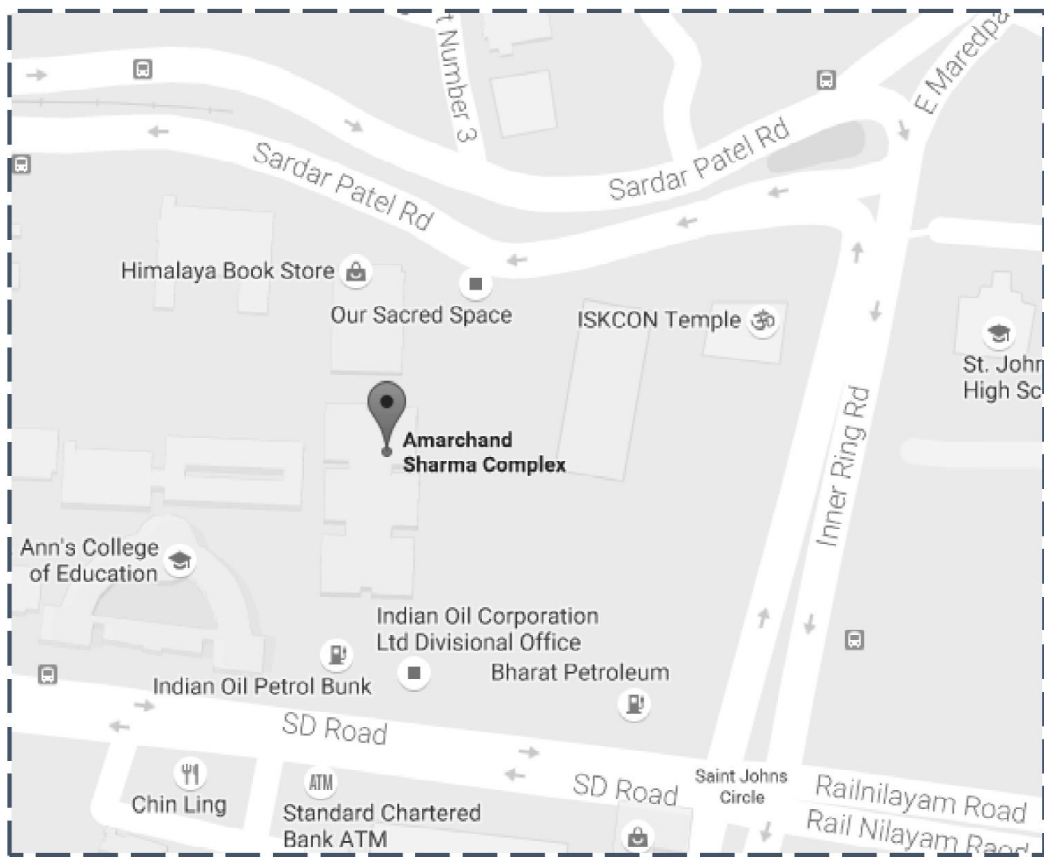 t Number 3
E Maredpa
Sardar Patel Rd
Sardar Patel Rd
Himalaya Book Store
Our Sacred Space
ISKCON Temple
St. John
High Sc
Amarchand
Sharma Complex
Inner Ring Rd
Ann's College
of Education
Indian Oil Corporation
Ltd Divisional Office
Indian Oil Petrol Bunk
Bharat Petroleum
SD Road
SD Road
Saint Johns
Circle
Railnilayam Road
Rail Nilayam Raod
Chin Ling
ATM
Standard Chartered
Bank ATM